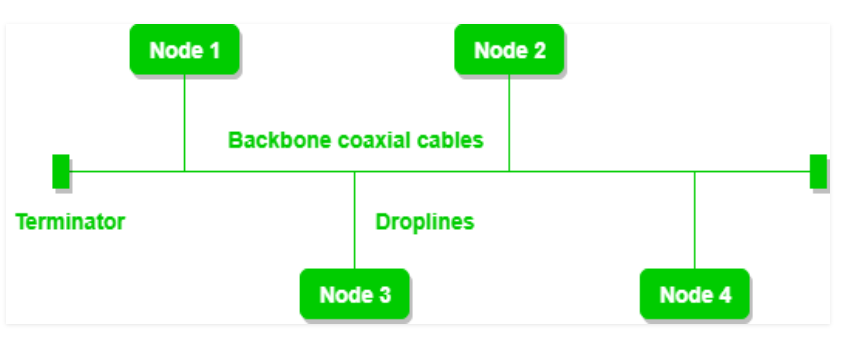 Node 1
Node 2
Backbone coaxial cables
Terminator
Droplines
Node 3
Node 4